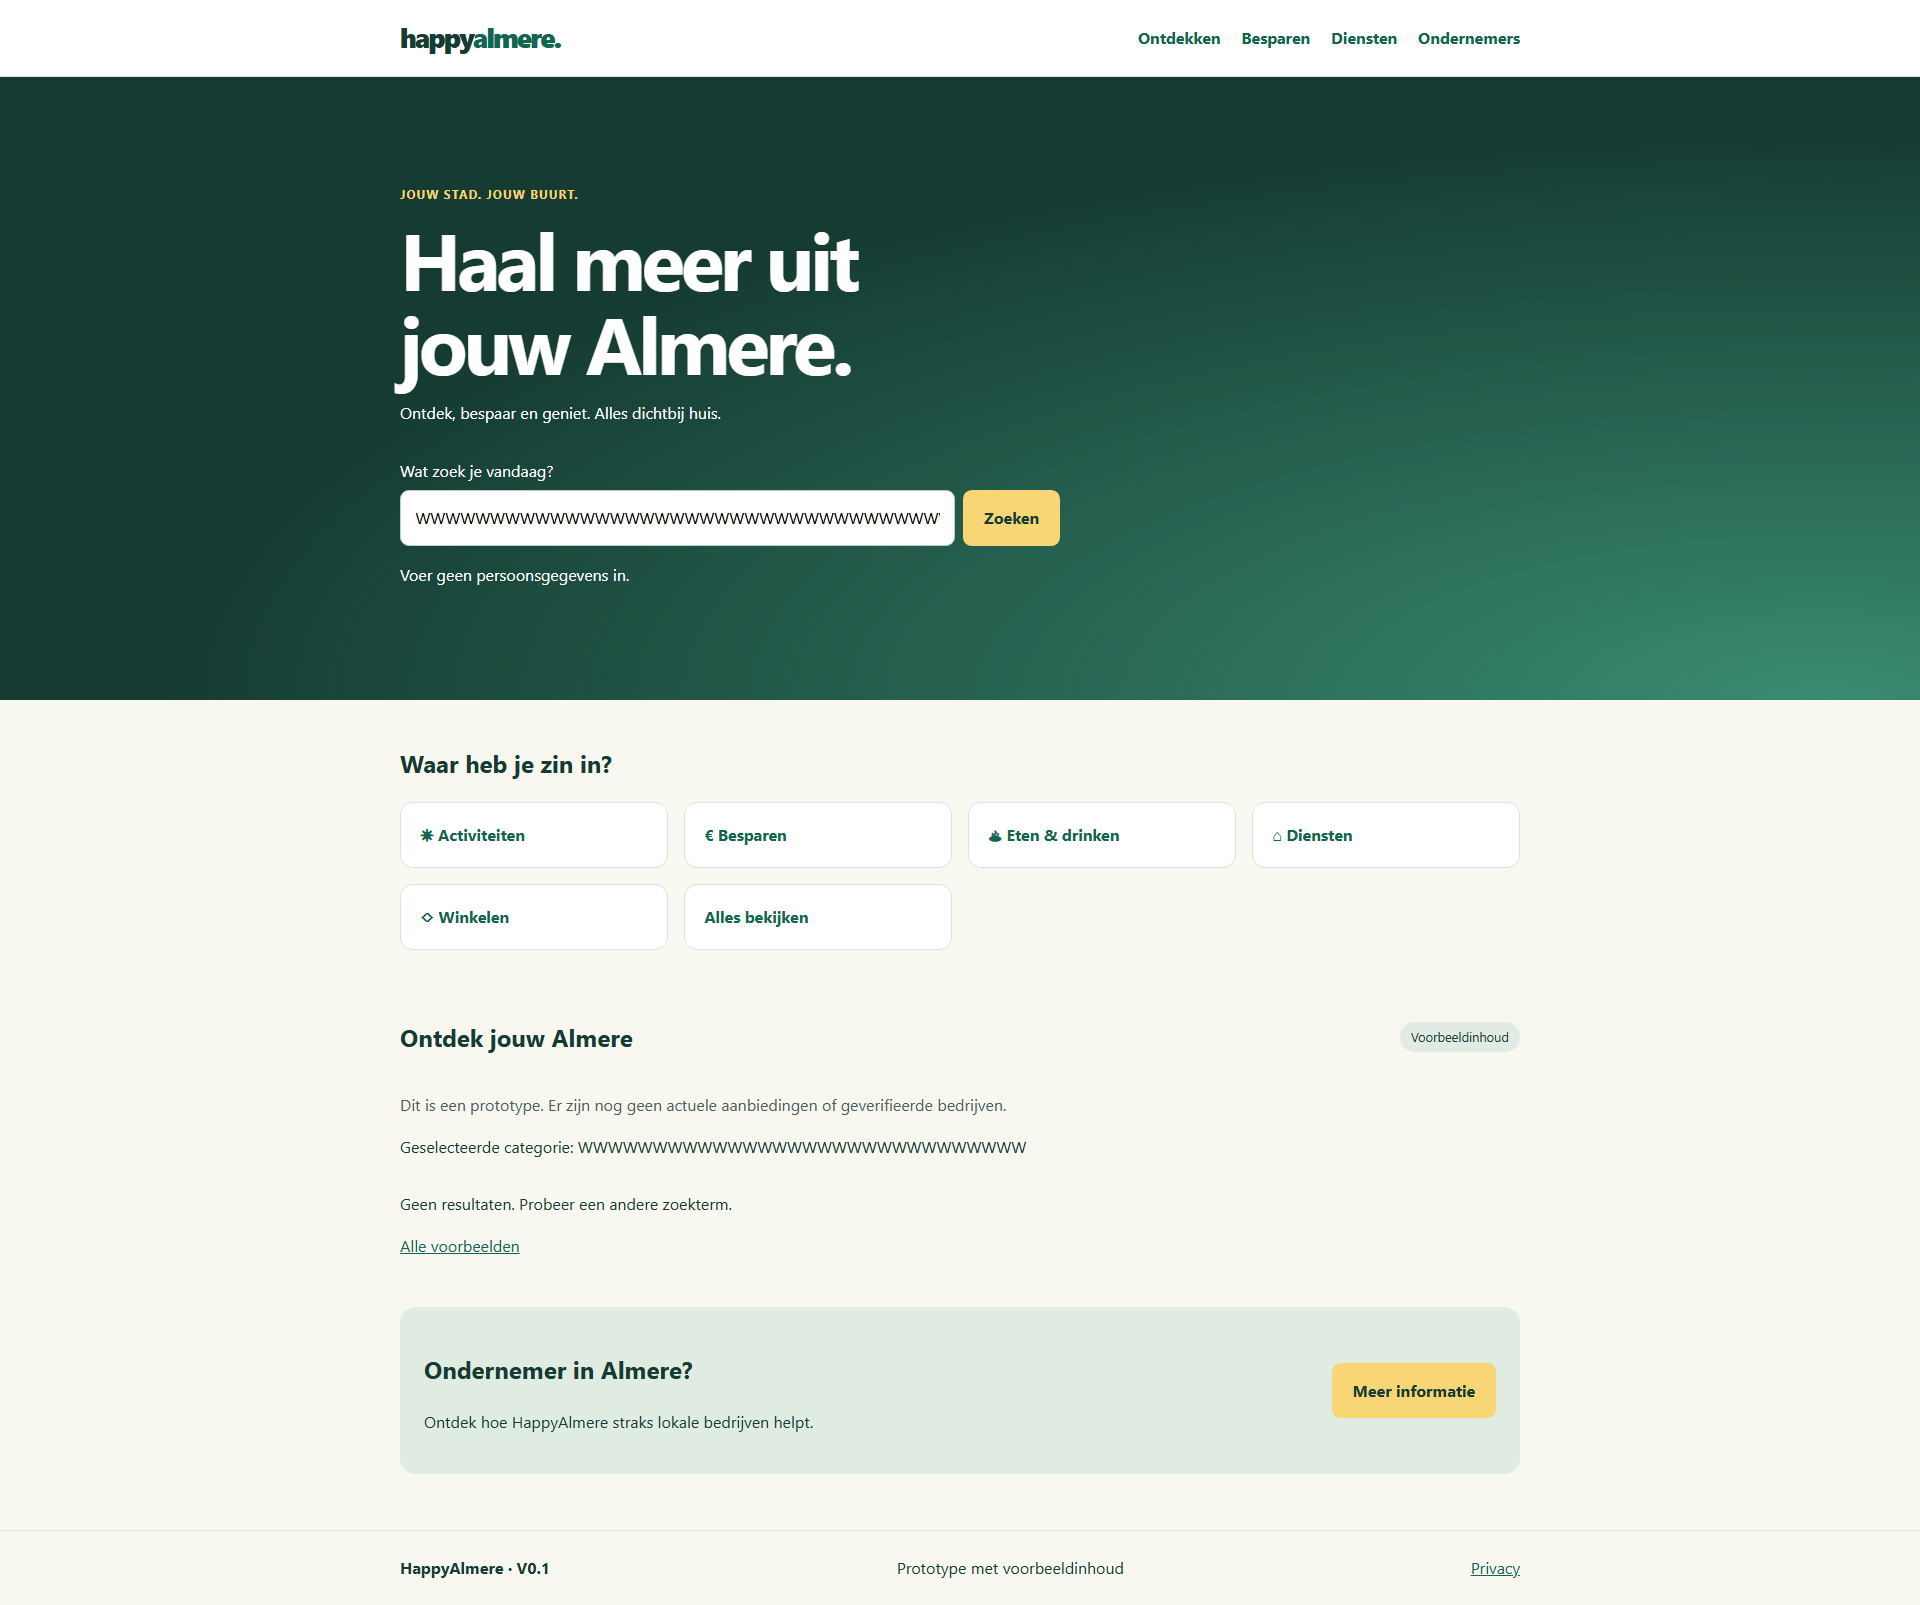 happyalmere.
Ontdekken Besparen Diensten Ondernemers
JOUW STAD. JOUW BUURT.
Haal meer uit
jouw Almere.
Ontdek, bespaar en geniet. Alles dichtbij huis.
Wat zoek je vandaag?
WWWWWWWWWWWWWWWWWWWWWWWWWWWWWWWWWWW
Zoeken
Voer geen persoonsgegevens in.
Waar heb je zin in?
Activiteiten
€ Besparen
Eten & drinken
⌂ Diensten
Winkelen
Alles bekijken
Ontdek jouw Almere
Voorbeeldinhoud
Dit is een prototype. Er zijn nog geen actuele aanbiedingen of geverifieerde bedrijven.
Geselecteerde categorie: WWWWWWWWWWWWWWWWWWWWWWWWWWWWWW
Geen resultaten. Probeer een andere zoekterm.
Alle voorbeelden
Ondernemer in Almere?
Ontdek hoe HappyAlmere straks lokale bedrijven helpt.
Meer informatie
HappyAlmere · V0.1
Prototype met voorbeeldinhoud
Privacy